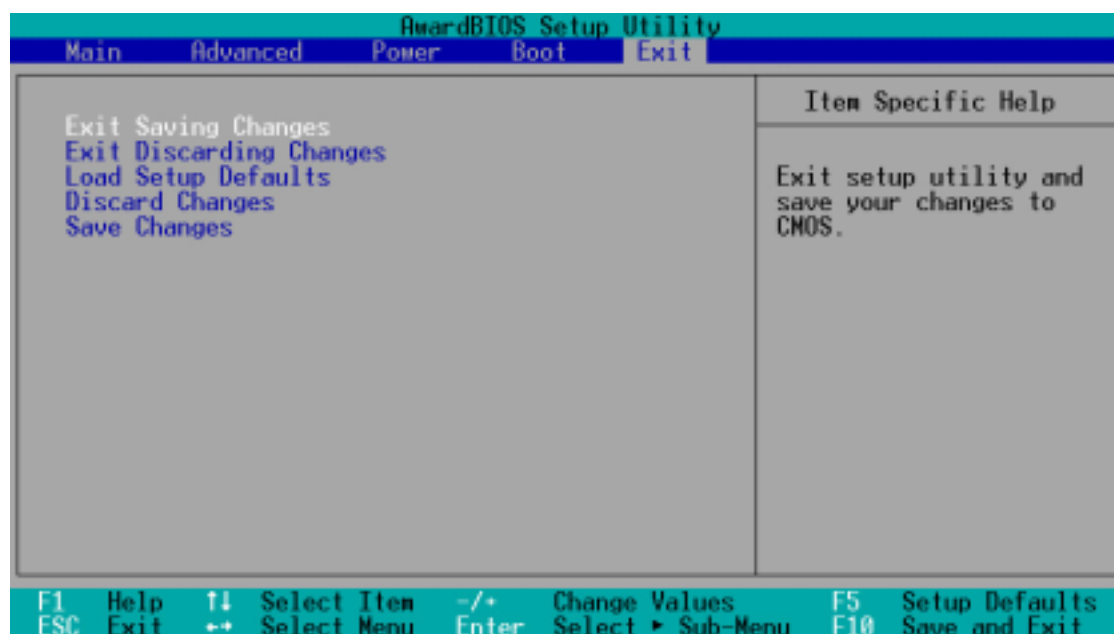 AwardBIOS Setup Utility
Main Advanced Power Boot Exit
Item Specific Help
Exit Saving Changes
Exit Discarding Changes
Load Setup Defaults
Discard Changes
Save Changes
Exit setup utility and
save your changes to
CMOS.
F1 Help ↑↓ Select Item -/+ Change Values F5 Setup Defaults
ESC Exit ←→ Select Menu Enter Select ► Sub-Menu F10 Save and Exit